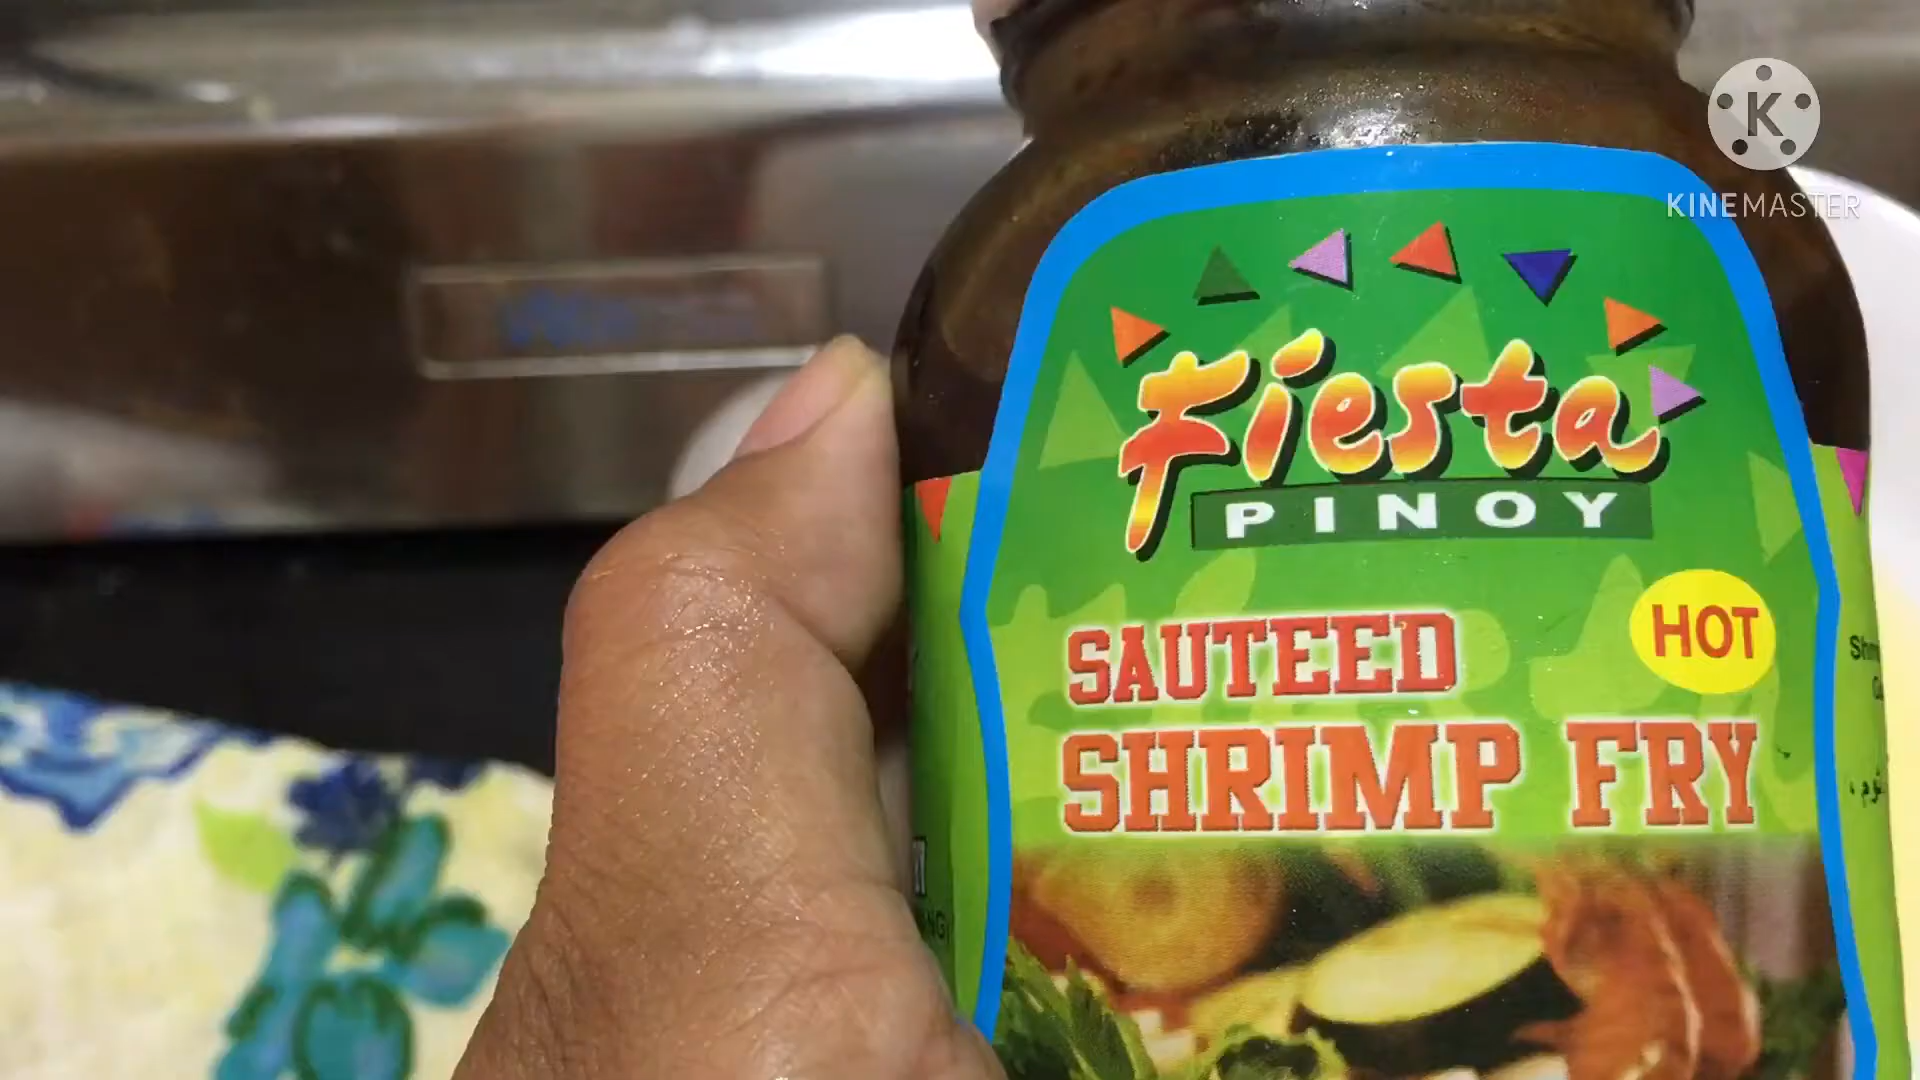 K
KINEMASTER
Fiesta
PINOY
HOT
SAUTEED
SHRIMP FRY